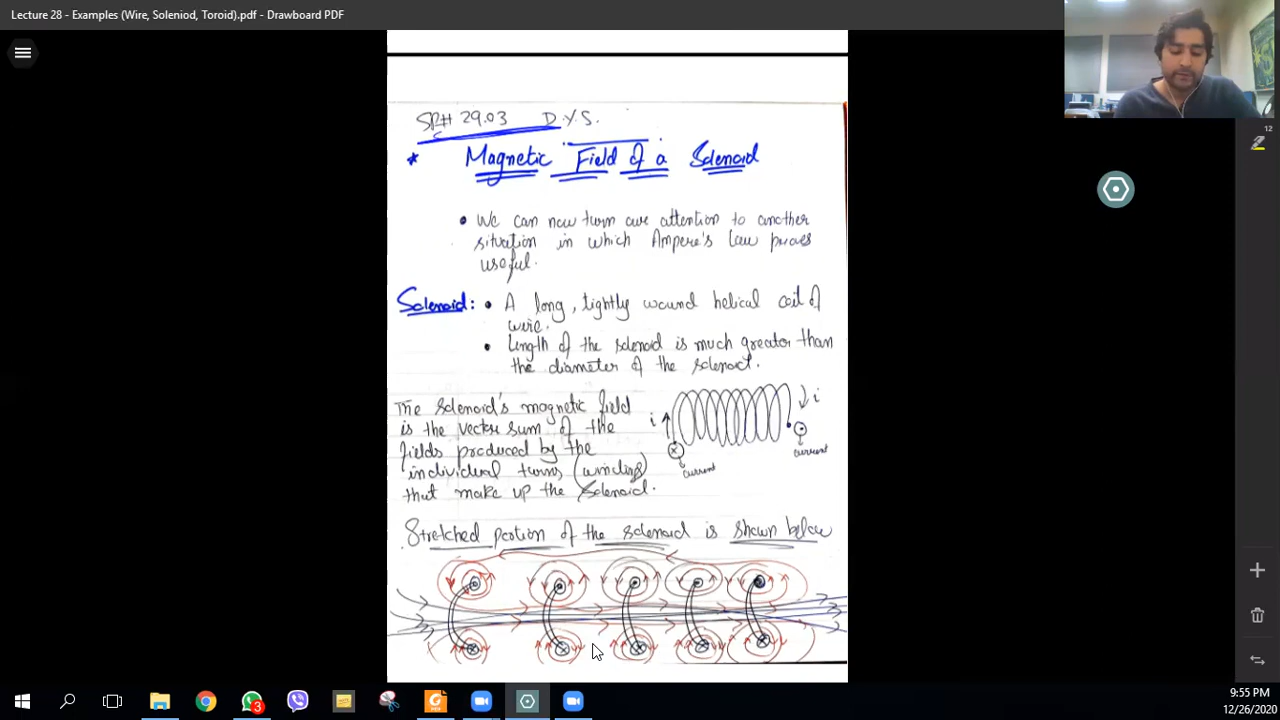 Lecture 28 - Examples (Wire, Soleniod, Toroid).pdf - Drawboard PDF
12
SP# 29.03 D.Y.S.
* Magnetic Field of a Solenoid
• We can now turn our attention to another
situation in which Ampere's law proves
useful.
Solenoid: • A long, tightly wound helical coil of
wire.
• Length of the solenoid is much greater than
the diameter of the solenoid.
The solenoid's magnetic field
is the vector sum of the
fields produced by the
individual turns (windings)
that make up the solenoid.
i
i
current
current
Stretched portion of the solenoid is shown below
3
9:55 PM
12/26/2020